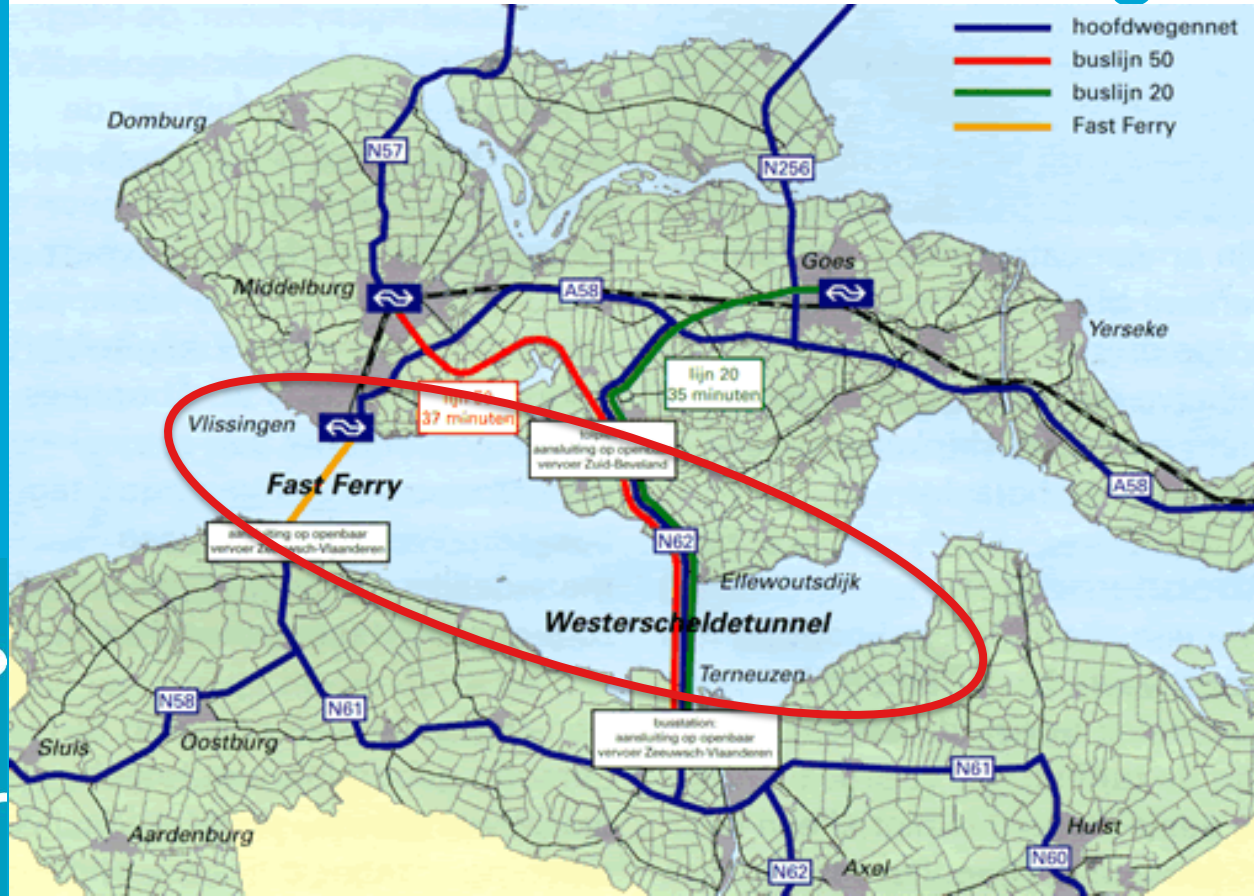 hoofdwegennet
buslijn 50
buslijn 20
Fast Ferry
Domburg
N57
N256
Goes
Middelburg
A58
Yerseke
lijn 20
35 minuten
37 minuten
Vlissingen
aansluiting op
vervoer Zuid-Beveland
Fast Ferry
A58
aansluiting op openbaar
vervoer Zeeuwsch-Vlaanderen
N62
Ellewoutsdijk
Westerscheldetunnel
Terneuzen
N58
N61
busstation:
aansluiting op openbaar
vervoer Zeeuwsch-Vlaanderen
Sluis
Oostburg
N61
Aardenburg
Hulst
N60
N62
Axel